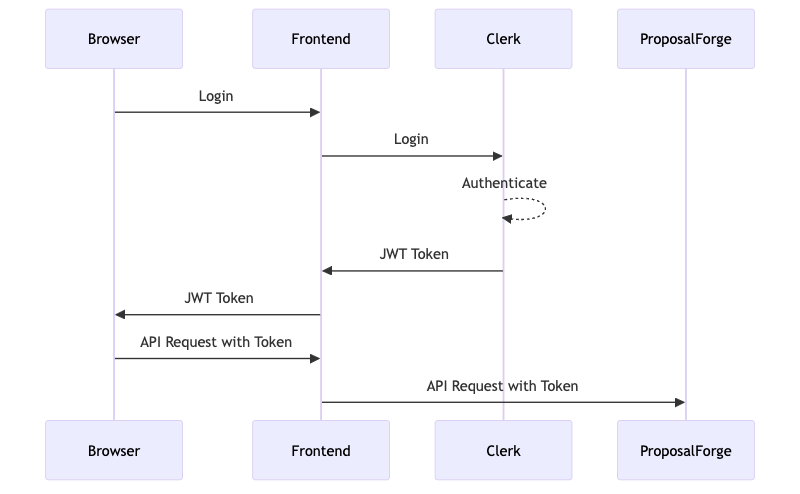 Browser
Frontend
Clerk
ProposalForge
Login
Login
Authenticate
JWT Token
JWT Token
API Request with Token
API Request with Token
Browser
Frontend
Clerk
ProposalForge